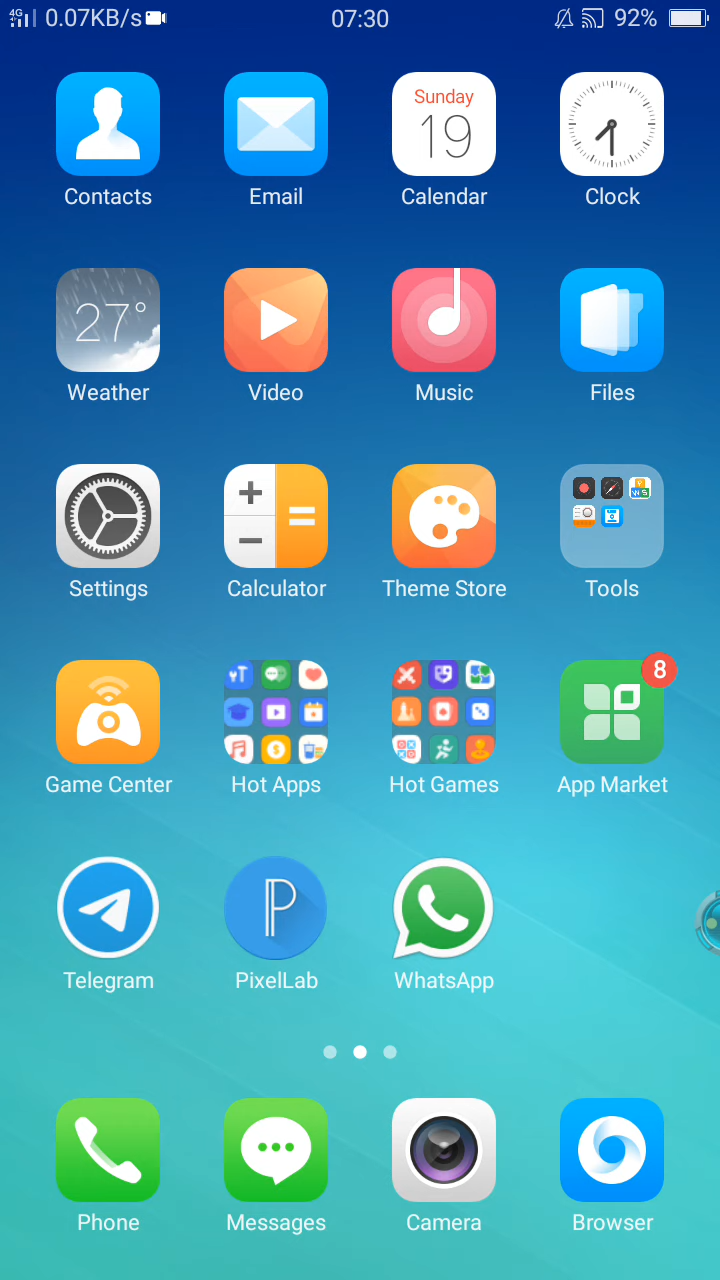 4G 0.07KB/s 07:30 92%
Sunday
19
Contacts Email Calendar Clock
27°
Weather Video Music Files
Settings Calculator Theme Store Tools
8
Game Center Hot Apps Hot Games App Market
Telegram PixelLab WhatsApp
Phone Messages Camera Browser